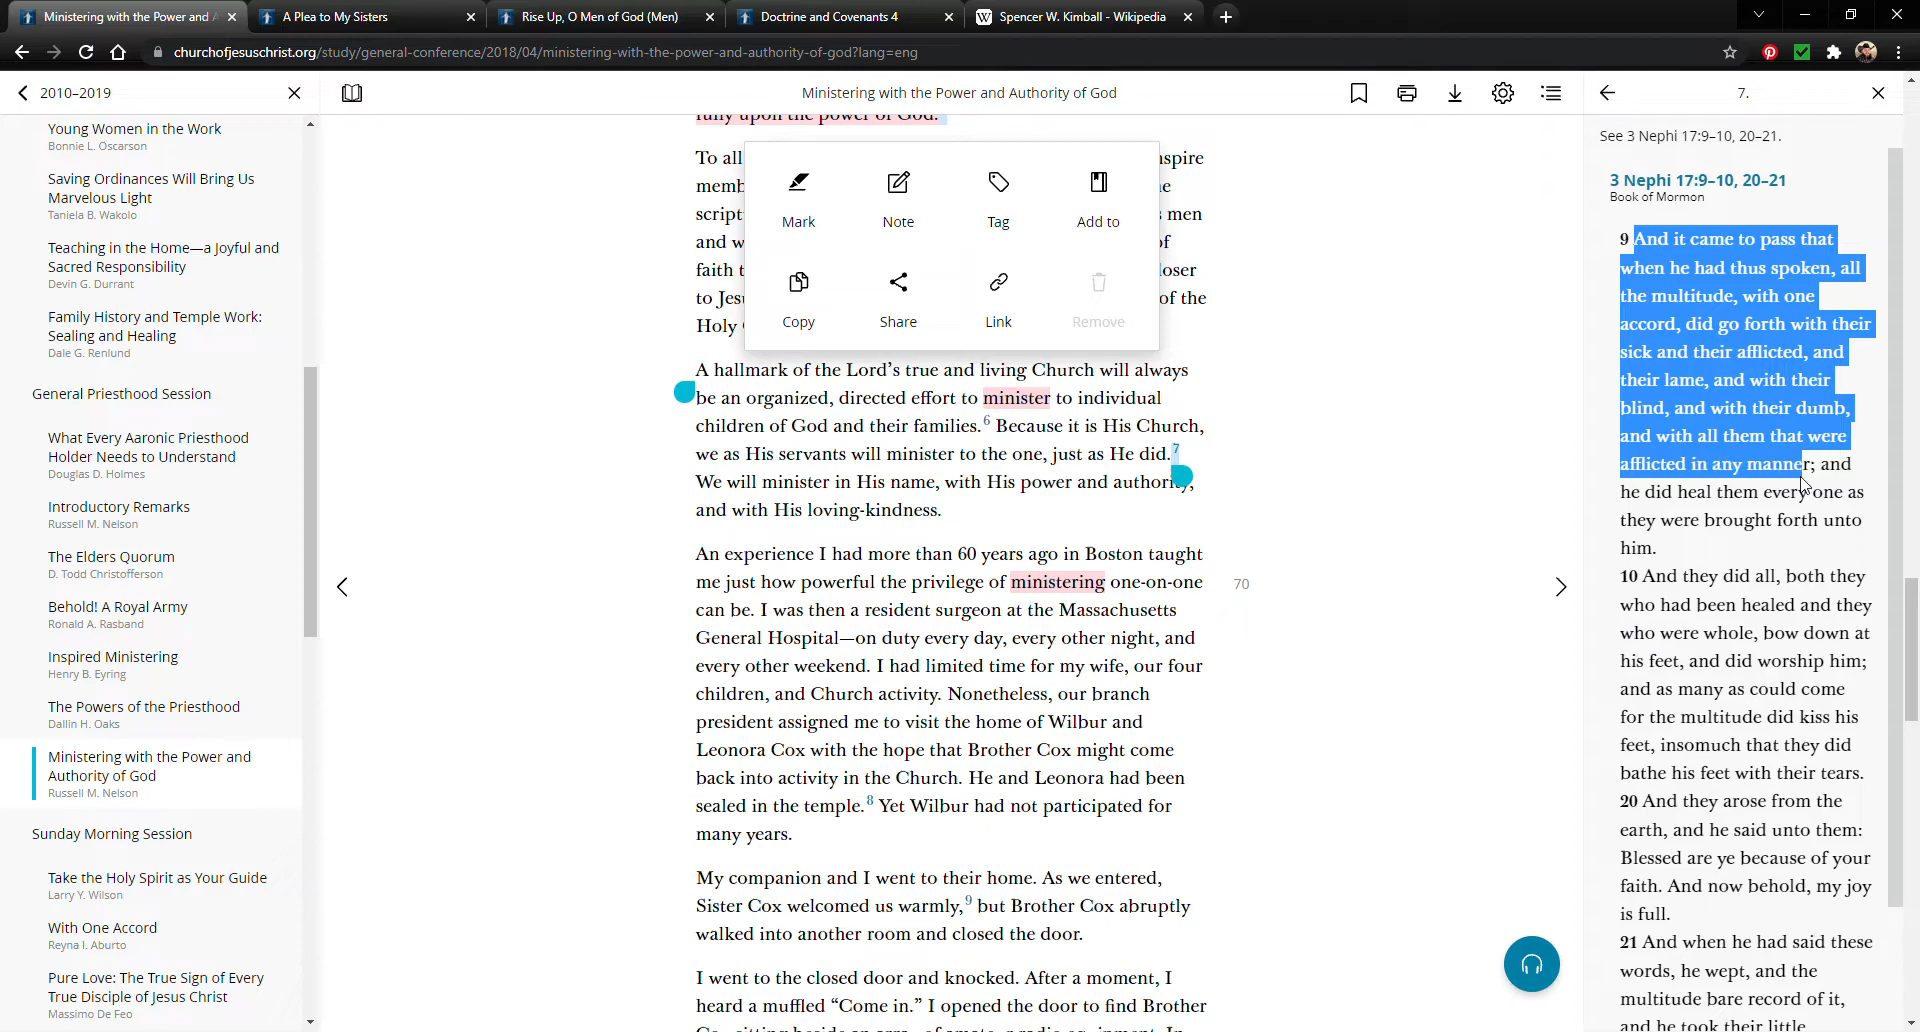 Ministering with the Power and A
A Plea to My Sisters
Rise Up, O Men of God (Men)
Doctrine and Covenants 4
Spencer W. Kimball - Wikipedia
churchofjesuschrist.org/study/general-conference/2018/04/ministering-with-the-power-and-authority-of-god?lang=eng
2010–2019
Young Women in the Work
Bonnie L. Oscarson
Saving Ordinances Will Bring Us
Marvelous Light
Taniela B. Wakolo
Teaching in the Home—a Joyful and
Sacred Responsibility
Devin G. Durrant
Family History and Temple Work:
Sealing and Healing
Dale G. Renlund
General Priesthood Session
What Every Aaronic Priesthood
Holder Needs to Understand
Douglas D. Holmes
Introductory Remarks
Russell M. Nelson
The Elders Quorum
D. Todd Christofferson
Behold! A Royal Army
Ronald A. Rasband
Inspired Ministering
Henry B. Eyring
The Powers of the Priesthood
Dallin H. Oaks
Ministering with the Power and
Authority of God
Russell M. Nelson
Sunday Morning Session
Take the Holy Spirit as Your Guide
Larry Y. Wilson
With One Accord
Reyna I. Aburto
Pure Love: The True Sign of Every
True Disciple of Jesus Christ
Massimo De Feo
Ministering with the Power and Authority of God
fully upon the power of God.
To all spire
memb e
script men
and w of
faith t loser
to Jesu of the
Holy
Mark
Note
Tag
Add to
Copy
Share
Link
Remove
A hallmark of the Lord’s true and living Church will always
be an organized, directed effort to minister to individual
children of God and their families.6 Because it is His Church,
we as His servants will minister to the one, just as He did.7
We will minister in His name, with His power and authority,
and with His loving-kindness.
An experience I had more than 60 years ago in Boston taught
me just how powerful the privilege of ministering one-on-one
can be. I was then a resident surgeon at the Massachusetts
General Hospital—on duty every day, every other night, and
every other weekend. I had limited time for my wife, our four
children, and Church activity. Nonetheless, our branch
president assigned me to visit the home of Wilbur and
Leonora Cox with the hope that Brother Cox might come
back into activity in the Church. He and Leonora had been
sealed in the temple.8 Yet Wilbur had not participated for
many years.
70
My companion and I went to their home. As we entered,
Sister Cox welcomed us warmly,9 but Brother Cox abruptly
walked into another room and closed the door.
I went to the closed door and knocked. After a moment, I
heard a muffled “Come in.” I opened the door to find Brother
7.
See 3 Nephi 17:9–10, 20–21.
3 Nephi 17:9–10, 20–21
Book of Mormon
9 And it came to pass that
when he had thus spoken, all
the multitude, with one
accord, did go forth with their
sick and their afflicted, and
their lame, and with their
blind, and with their dumb,
and with all them that were
afflicted in any manner; and
he did heal them every one as
they were brought forth unto
him.
10 And they did all, both they
who had been healed and they
who were whole, bow down at
his feet, and did worship him;
and as many as could come
for the multitude did kiss his
feet, insomuch that they did
bathe his feet with their tears.
20 And they arose from the
earth, and he said unto them:
Blessed are ye because of your
faith. And now behold, my joy
is full.
21 And when he had said these
words, he wept, and the
multitude bare record of it,
and he took their little